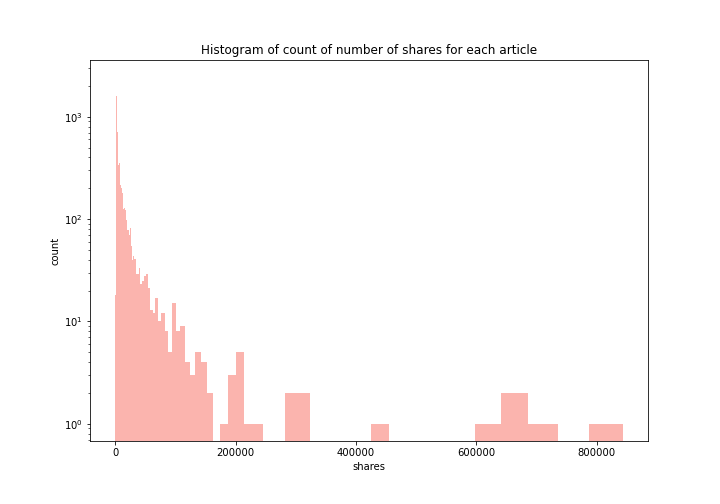 Histogram of count of number of shares for each article
10³
10²
10¹
10⁰
count
0 200000 400000 600000 800000
shares